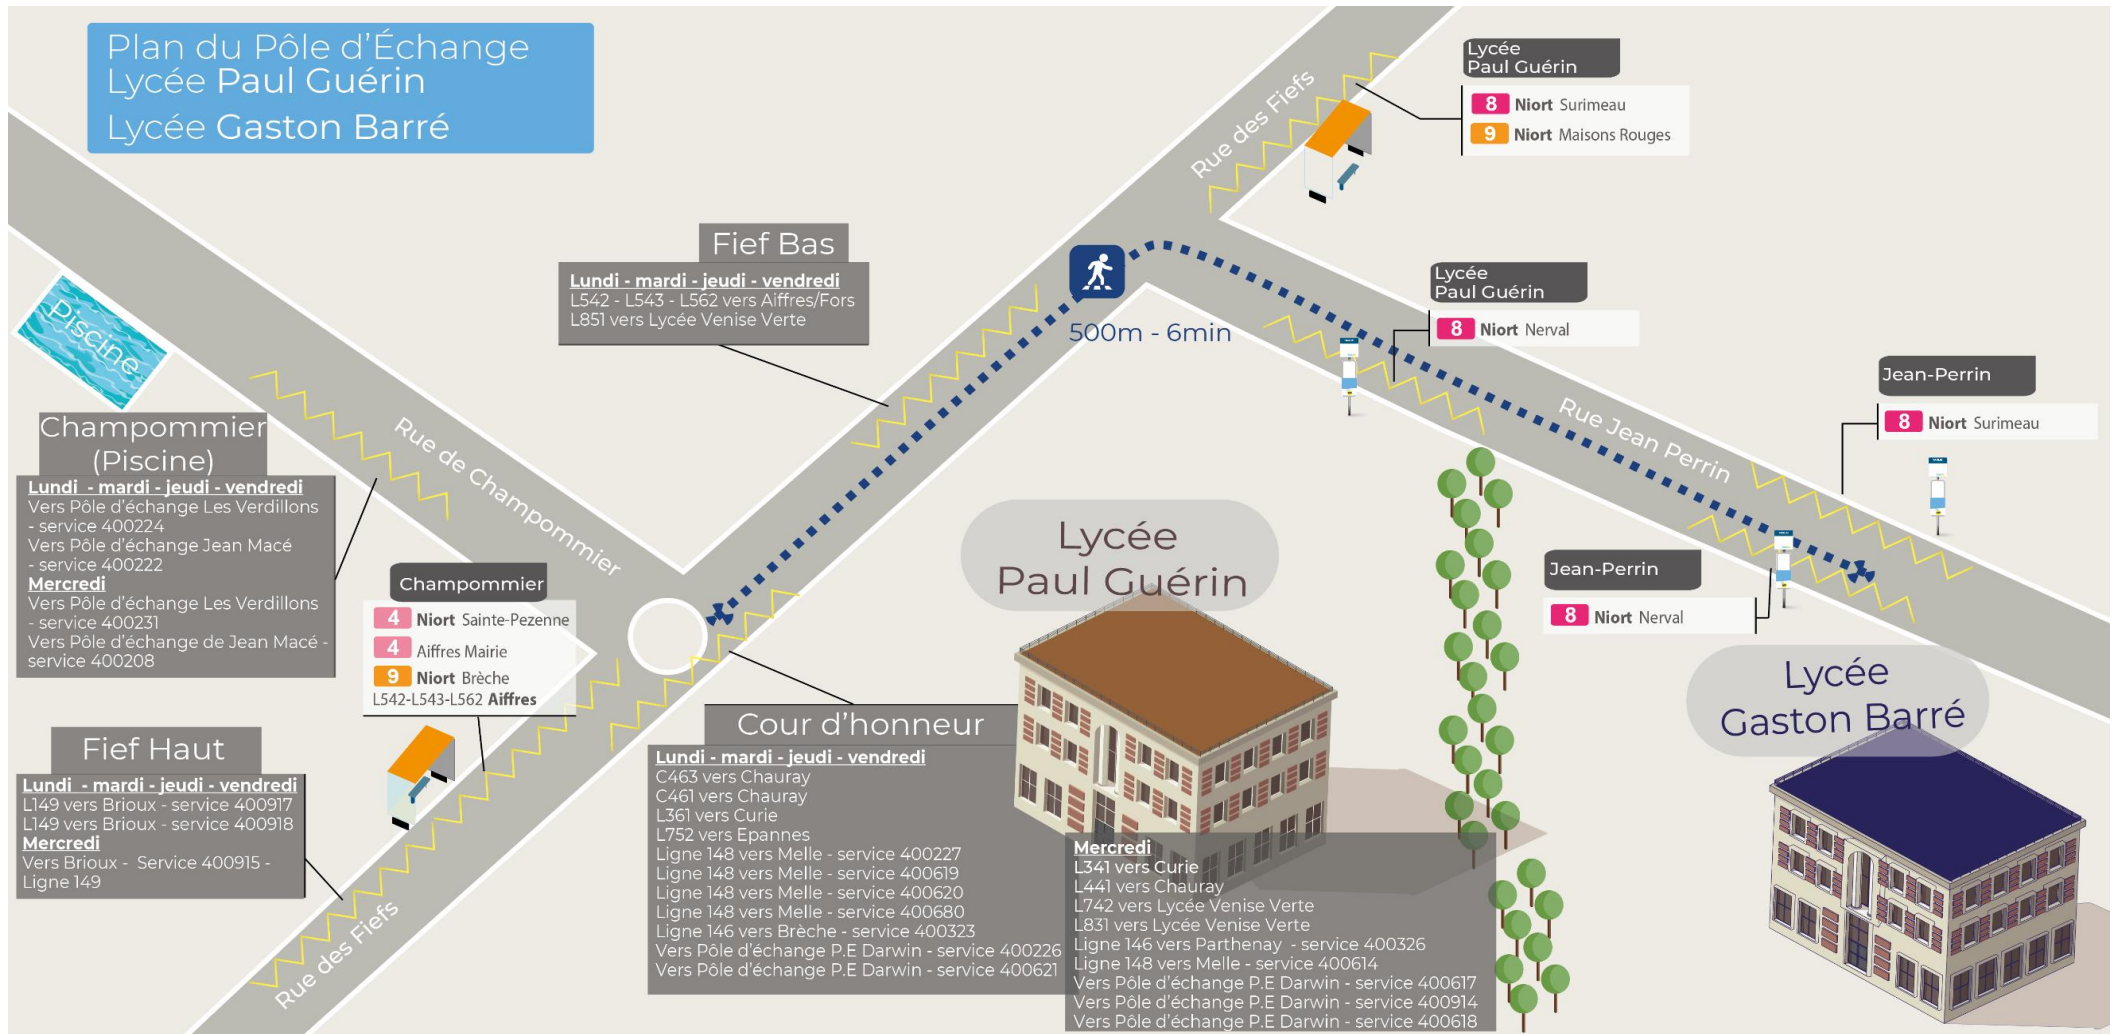 Plan du Pôle d'Échange
Lycée Paul Guérin
Lycée Gaston Barré
Rue des Fiefs
Lycée
Paul Guérin
8 Niort Surimeau
9 Niort Maisons Rouges
Fief Bas
Lundi - mardi - jeudi - vendredi
L542 - L543 - L562 vers Aiffres/Fors
L851 vers Lycée Venise Verte
500m - 6min
Lycée
Paul Guérin
8 Niort Nerval
Rue Jean Perrin
Jean-Perrin
8 Niort Surimeau
Jean-Perrin
8 Niort Nerval
Piscine
Rue de Champommier
Champommier
(Piscine)
Lundi - mardi - jeudi - vendredi
Vers Pôle d'échange Les Verdillons
- service 400224
Vers Pôle d'échange Jean Macé
- service 400222
Mercredi
Vers Pôle d'échange Les Verdillons
- service 400231
Vers Pôle d'échange de Jean Macé -
service 400208
Champommier
4 Niort Sainte-Pezenne
4 Aiffres Mairie
9 Niort Brèche
L542-L543-L562 Aiffres
Fief Haut
Lundi - mardi - jeudi - vendredi
L149 vers Brioux - service 400917
L149 vers Brioux - service 400918
Mercredi
Vers Brioux - Service 400915 -
Ligne 149
Rue des Fiefs
Lycée
Paul Guérin
Lycée
Gaston Barré
Cour d'honneur
Lundi - mardi - jeudi - vendredi
C463 vers Chauray
C461 vers Chauray
L361 vers Curie
L752 vers Epannes
Ligne 148 vers Melle - service 400227
Ligne 148 vers Melle - service 400619
Ligne 148 vers Melle - service 400620
Ligne 148 vers Melle - service 400680
Ligne 146 vers Brèche - service 400323
Vers Pôle d'échange P.E Darwin - service 400226
Vers Pôle d'échange P.E Darwin - service 400621
Mercredi
L341 vers Curie
L441 vers Chauray
L742 vers Lycée Venise Verte
L831 vers Lycée Venise Verte
Ligne 146 vers Parthenay - service 400326
Ligne 148 vers Melle - service 400614
Vers Pôle d'échange P.E Darwin - service 400617
Vers Pôle d'échange P.E Darwin - service 400914
Vers Pôle d'échange P.E Darwin - service 400618